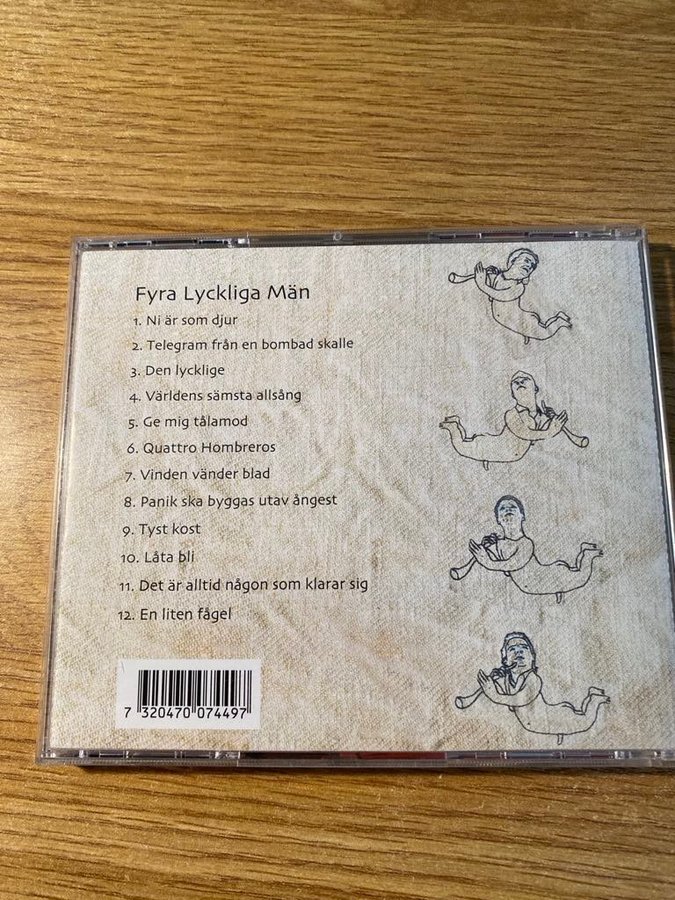 Fyra Lyckliga Män
1. Ni är som djur
2. Telegram från en bombad skalle
3. Den lycklige
4. Världens sämsta allsång
5. Ge mig tålamod
6. Quattro Hombreros
7. Vinden vänder blad
8. Panik ska byggas utav ångest
9. Tyst kost
10. Låta bli
11. Det är alltid någon som klarar sig
12. En liten fågel
7 320470 074497